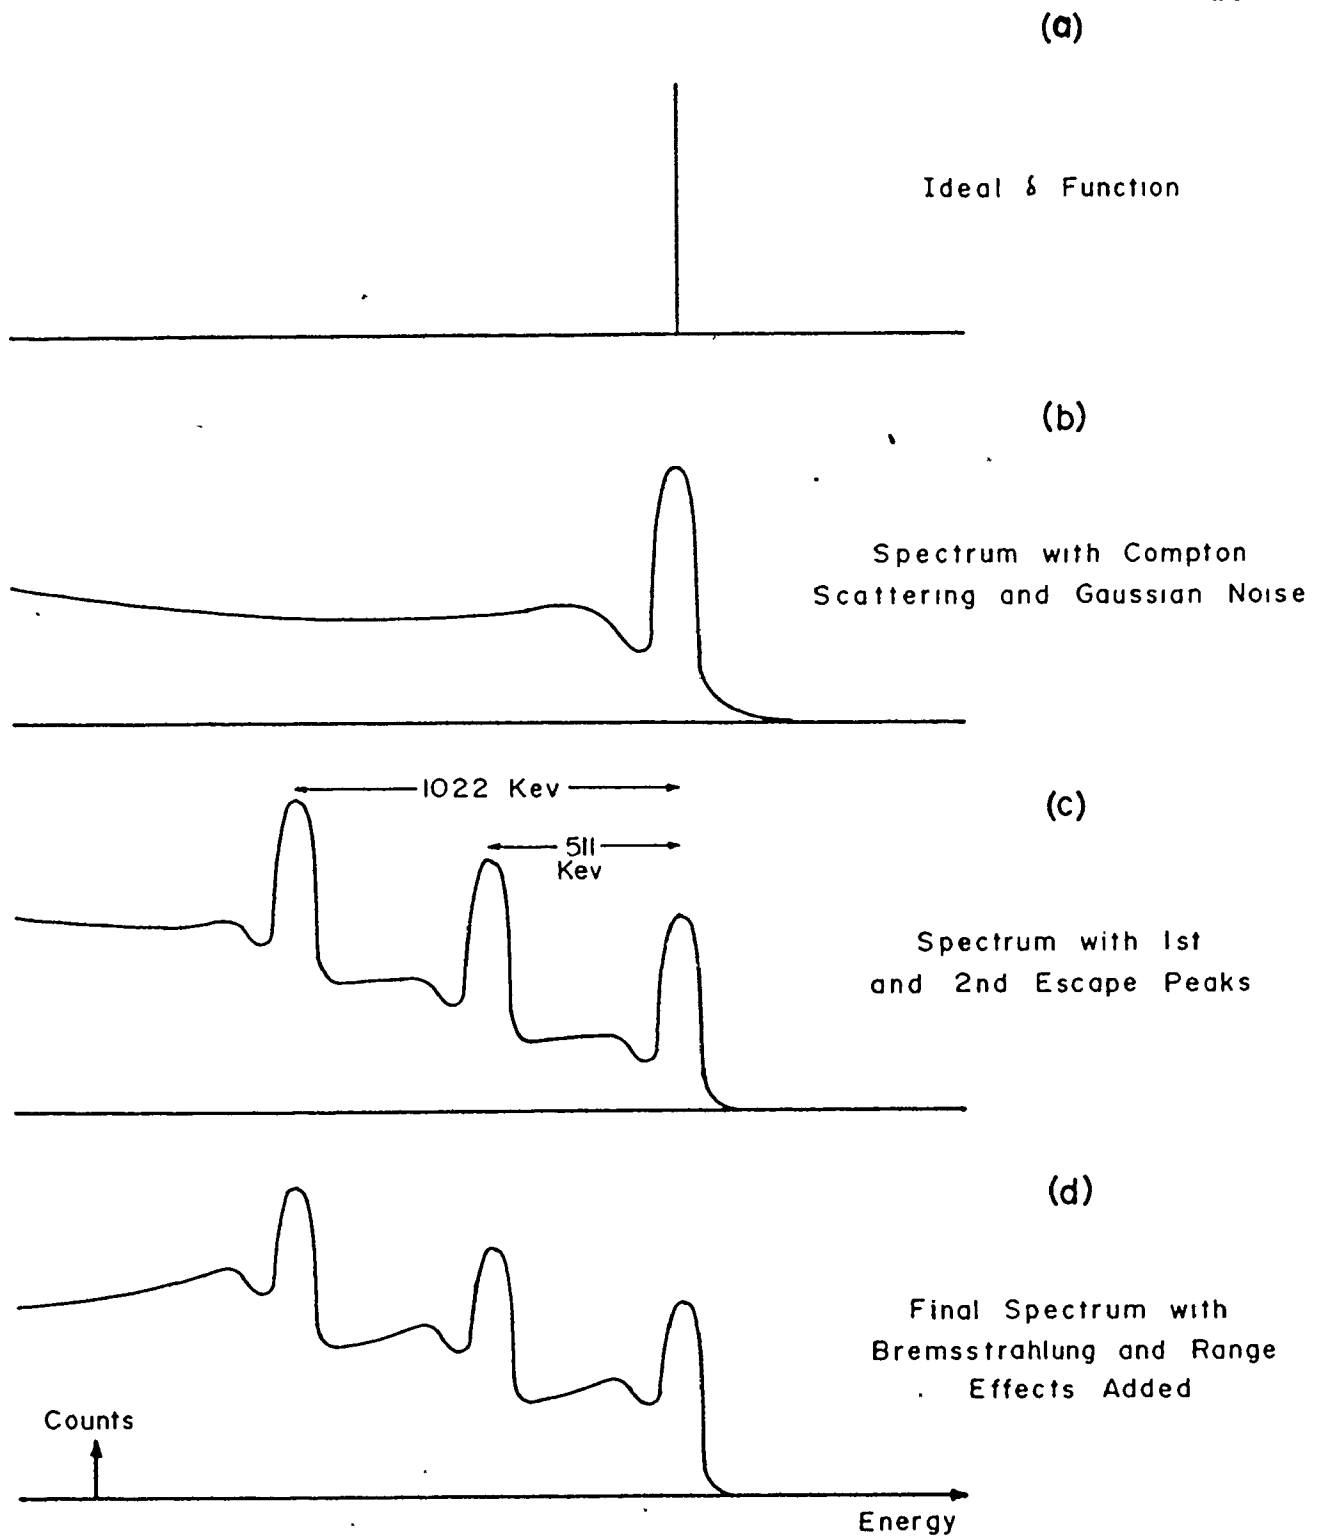 (a)
Ideal δ Function
(b)
Spectrum with Compton
Scattering and Gaussian Noise
1022 Kev
511
Kev
(c)
Spectrum with 1st
and 2nd Escape Peaks
(d)
Final Spectrum with
Bremsstrahlung and Range
Effects Added
Counts
Energy